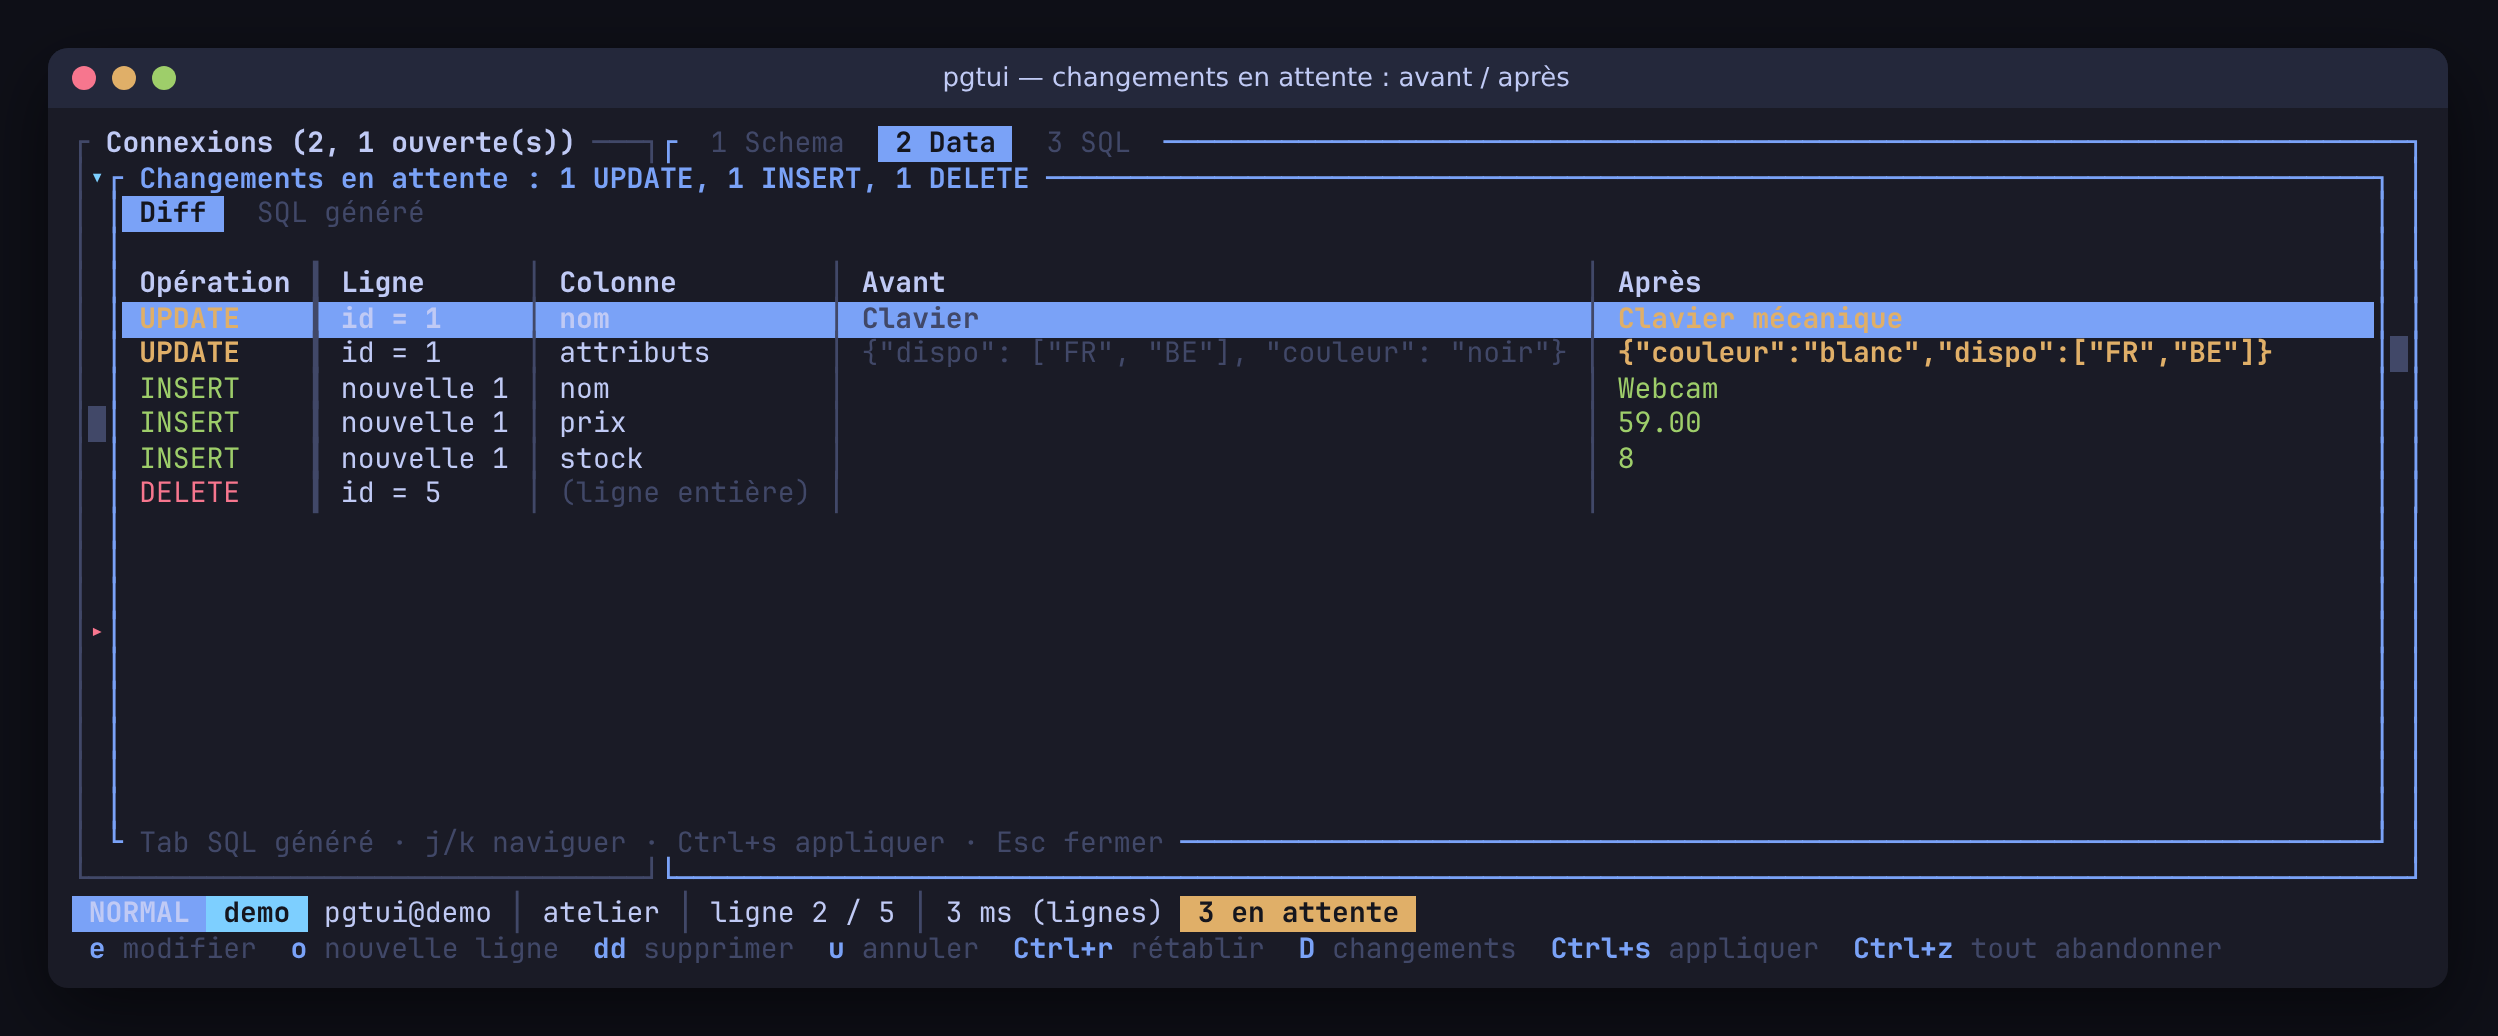 pgtui — changements en attente : avant / après
Connexions (2, 1 ouverte(s)) 1 Schema 2 Data 3 SQL
Changements en attente : 1 UPDATE, 1 INSERT, 1 DELETE
Diff SQL généré
Opération Ligne Colonne Avant Après
UPDATE id = 1 nom Clavier Clavier mécanique
UPDATE id = 1 attributs {"dispo": ["FR", "BE"], "couleur": "noir"} {"couleur":"blanc","dispo":["FR","BE"]}
INSERT nouvelle 1 nom Webcam
INSERT nouvelle 1 prix 59.00
INSERT nouvelle 1 stock 8
DELETE id = 5 (ligne entière)
Tab SQL généré · j/k naviguer · Ctrl+s appliquer · Esc fermer
NORMAL demo pgtui@demo │ atelier │ ligne 2 / 5 │ 3 ms (lignes) 3 en attente
e modifier o nouvelle ligne dd supprimer u annuler Ctrl+r rétablir D changements Ctrl+s appliquer Ctrl+z tout abandonner